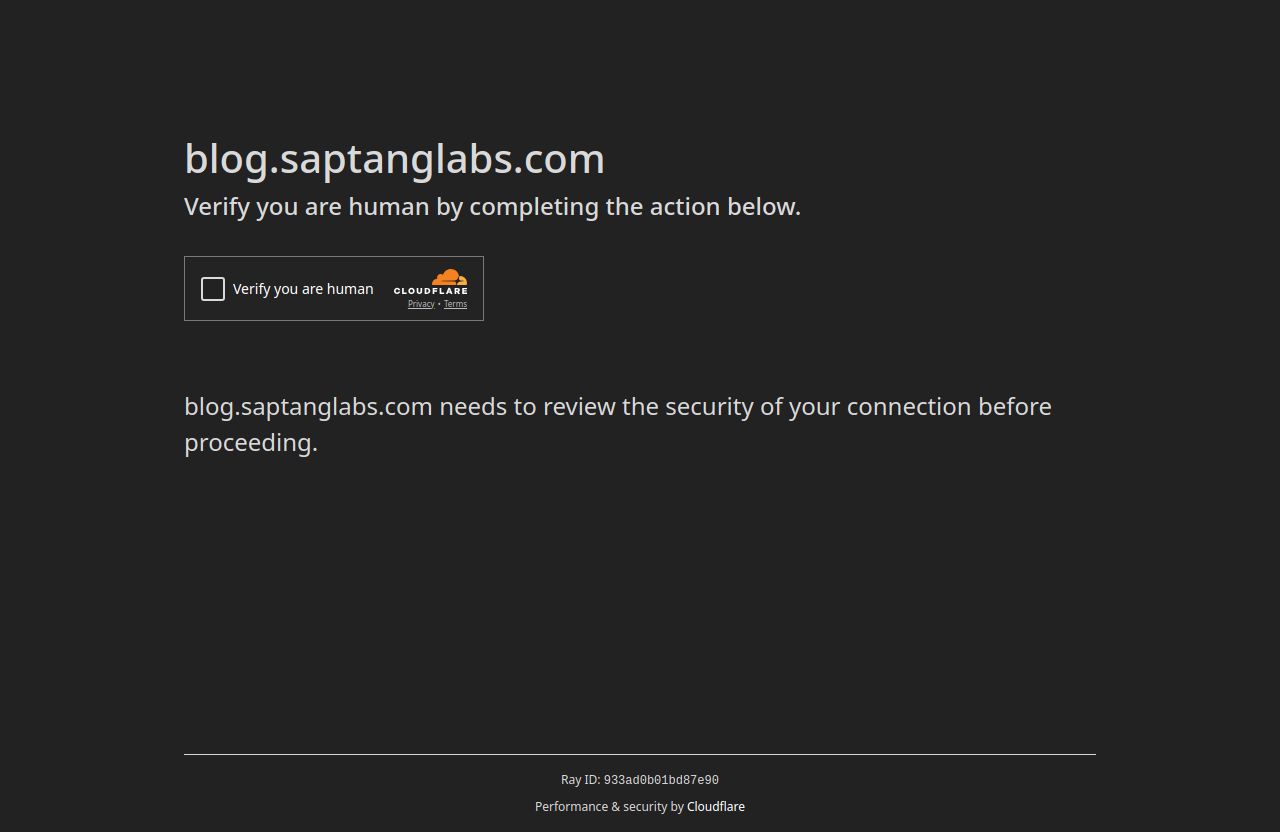 blog.saptanglabs.com
Verify you are human by completing the action below.
Verify you are human
CLOUDFLARE
Privacy • Terms
blog.saptanglabs.com needs to review the security of your connection before
proceeding.
Ray ID: 933ad0b01bd87e90
Performance & security by Cloudflare